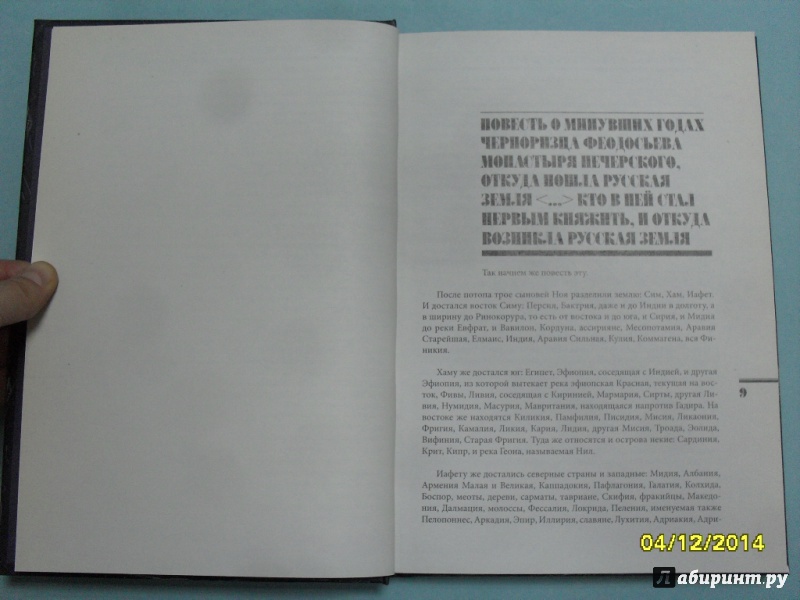 ПОВЕСТЬ О МИНУВШИХ ГОДАХ
ЧЕРНОРИЗЦА ФЕОДОСЬЕВА
МОНАСТЫРЯ ПЕЧЕРСКОГО,
ОТКУДА ПОШЛА РУССКАЯ
ЗЕМЛЯ <...> КТО В НЕЙ СТАЛ
ПЕРВЫМ КНЯЖИТЬ, И ОТКУДА
ВОЗНИКЛА РУССКАЯ ЗЕМЛЯ
Так начнем же повесть эту.
После потопа трое сыновей Ноя разделили землю: Сим, Хам, Иафет.
И достался восток Симу: Персия, Бактрия, даже и до Индии в долготу, а
в ширину до Ринокорура, то есть от востока и до юга, и Сирия, и Мидия
до реки Евфрат, и Вавилон, Кордуна, ассирияне, Месопотамия, Аравия
Старейшая, Елмаис, Индия, Аравия Сильная, Кулия, Коммагена, вся Фи-
никия.
Хаму же достался юг: Египет, Эфиопия, соседящая с Индией, и другая
Эфиопия, из которой вытекает река эфиопская Красная, текущая на вос-
ток, Фивы, Ливия, соседящая с Киринией, Мармария, Сирты, другая Ли-
вия, Нумидия, Масурия, Мавритания, находящаяся напротив Гадира. На
востоке же находятся Киликия, Памфилия, Писидия, Мисия, Ликаония,
Фригия, Камалия, Ликия, Кария, Лидия, другая Мисия, Троада, Эолида,
Вифиния, Старая Фригия. Туда же относятся и острова некие: Сардиния,
Крит, Кипр, и река Геона, называемая Нил.
9
Иафету же достались северные страны и западные: Мидия, Албания,
Армения Малая и Великая, Каппадокия, Пафлагония, Галатия, Колхида,
Боспор, меоты, дереви, сарматы, тавриане, Скифия, фракийцы, Македо-
ния, Далмация, молоссы, Фессалия, Локрида, Пеления, именуемая также
Пелопоннес, Аркадия, Эпир, Иллирия, славяне, Лухития, Адриакия, Адри-
04/12/2014
Лабиринт.ру